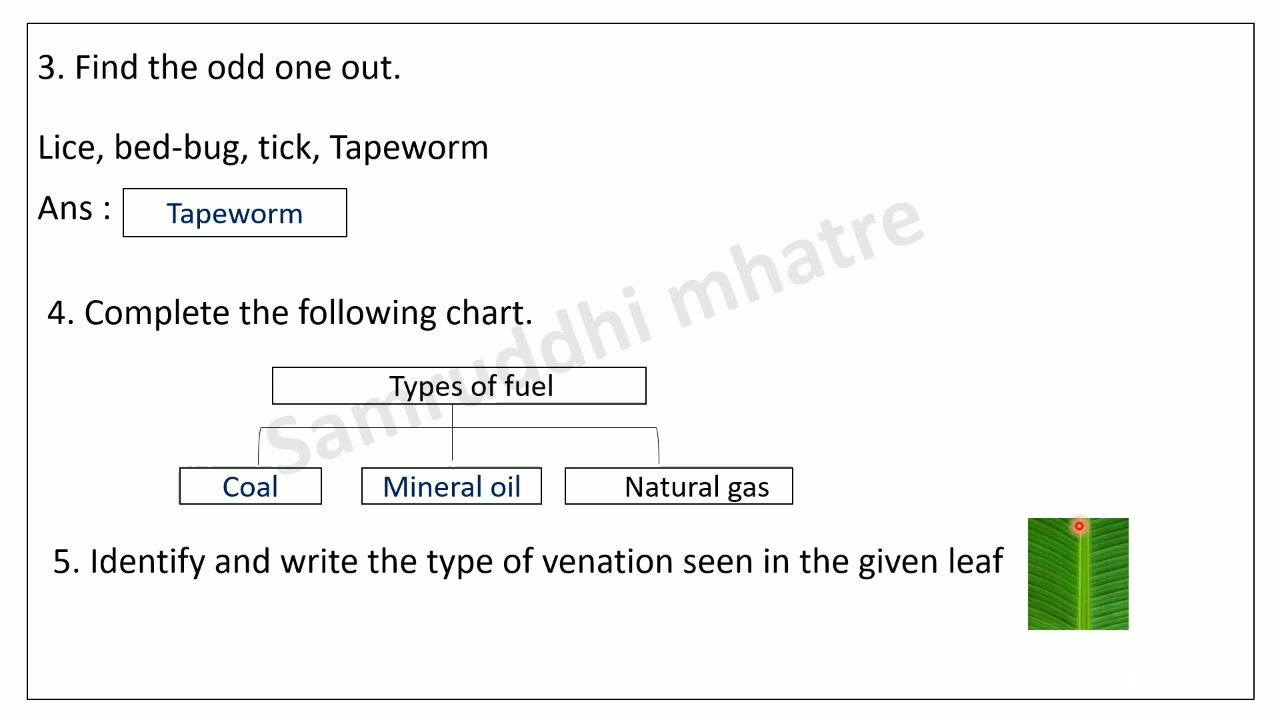 3. Find the odd one out.
Lice, bed-bug, tick, Tapeworm
Ans : Tapeworm
Samruddhi mhatre
4. Complete the following chart.
Types of fuel
Coal Mineral oil Natural gas
5. Identify and write the type of venation seen in the given leaf